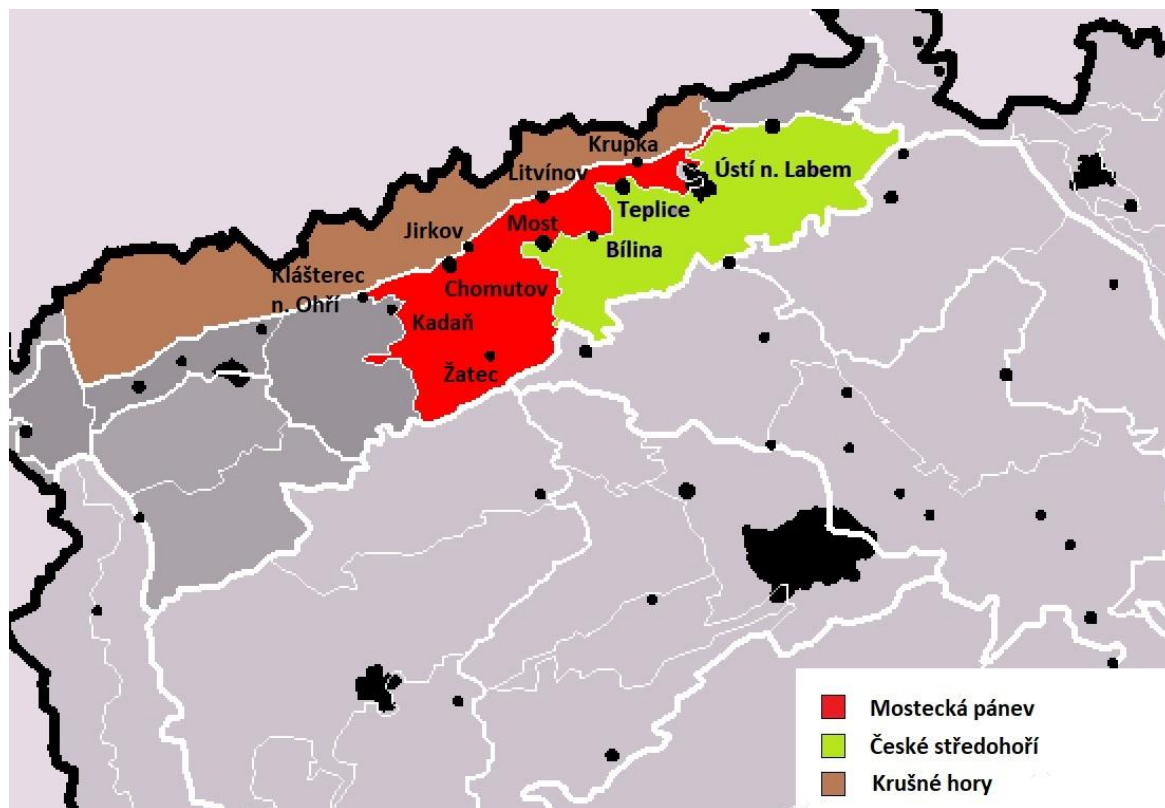 Krupka
Ústí n. Labem
Litvínov
Teplice
Most
Jirkov
Bílina
Klášterec
n. Ohří
Chomutov
Kadaň
Žatec
Mostecká pánev
České středohoří
Krušné hory